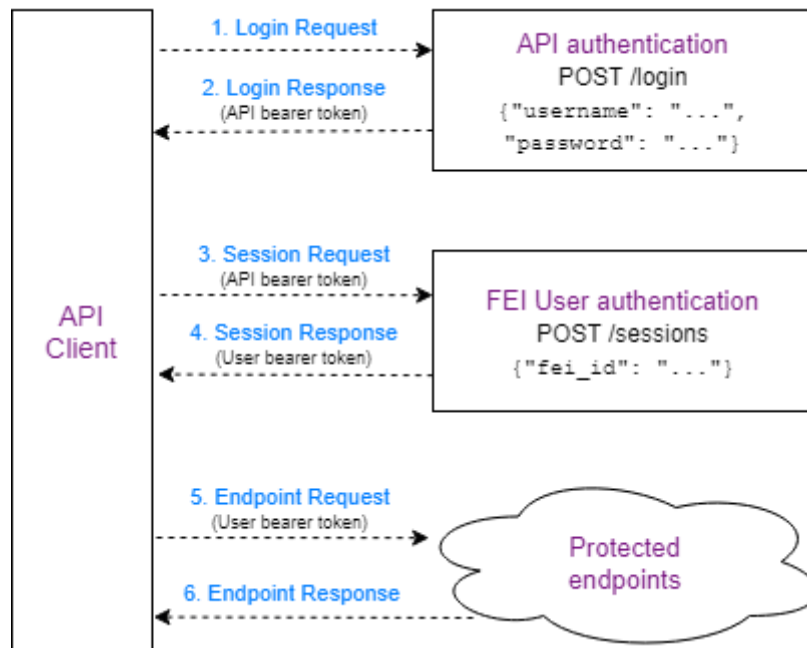 1. Login Request
API authentication
POST /login
2. Login Response
(API bearer token)
{"username": "...",
"password": "..."}
3. Session Request
(API bearer token)
FEI User authentication
POST /sessions
API
Client
4. Session Response
(User bearer token)
{"fei_id": "..."}
5. Endpoint Request
(User bearer token)
Protected
endpoints
6. Endpoint Response